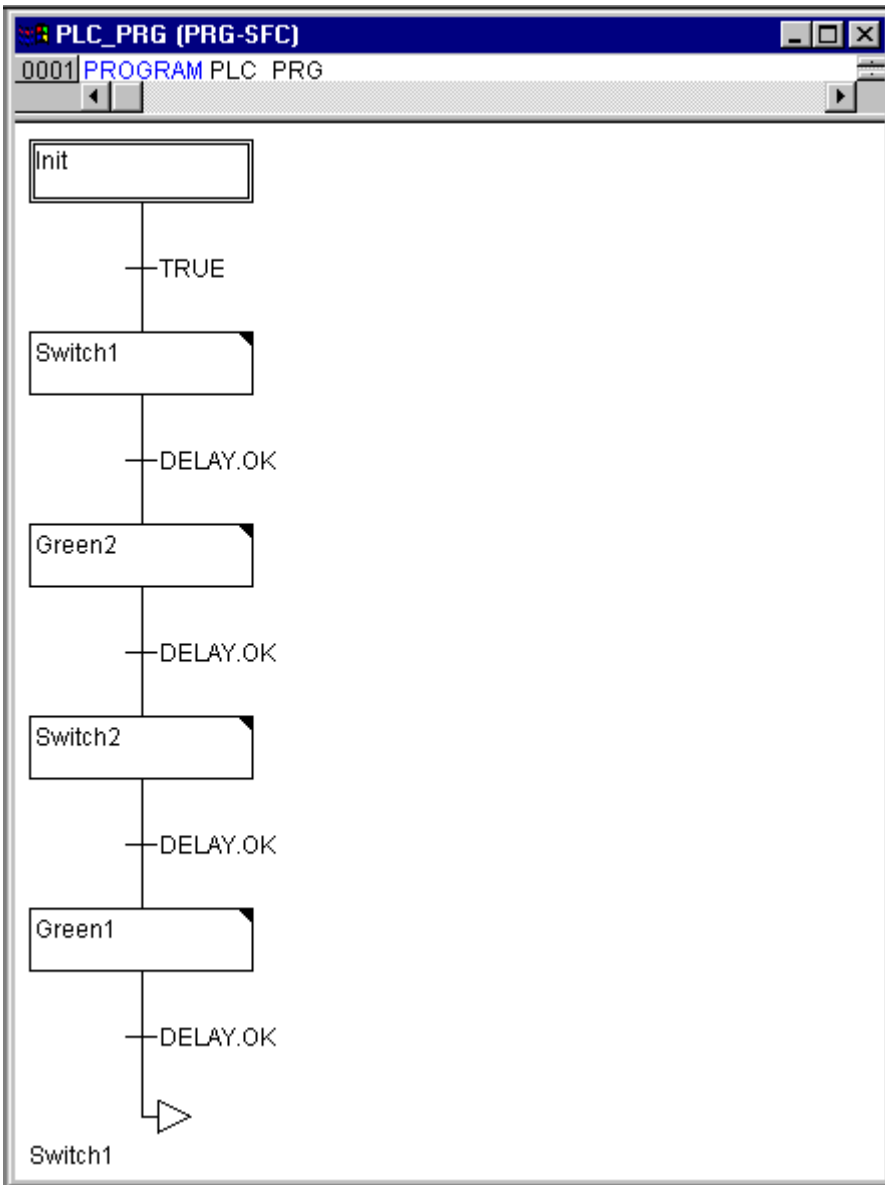 PLC_PRG (PRG-SFC)
0001 PROGRAM PLC_PRG
Init
TRUE
Switch1
DELAY.OK
Green2
DELAY.OK
Switch2
DELAY.OK
Green1
DELAY.OK
Switch1